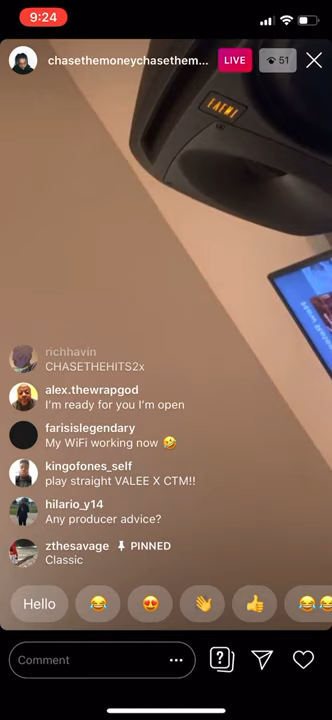 9:24
chasethemoneychasethem...
LIVE
51
richhavin
CHASETHEHITS2x
alex.thewrapgod
I'm ready for you I'm open
farisislegendary
My WiFi working now 🤣
kingofones_self
play straight VALEE X CTM!!
hilario_y14
Any producer advice?
zthesavage PINNED
Classic
Hello
Comment